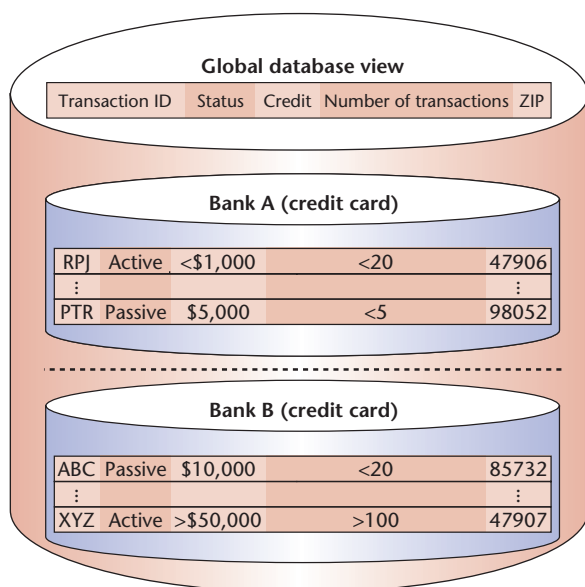 Global database view
Transaction ID Status Credit Number of transactions ZIP
Bank A (credit card)
RPJ Active <$1,000 <20 47906
⋮ ⋮
PTR Passive $5,000 <5 98052
Bank B (credit card)
ABC Passive $10,000 <20 85732
⋮ ⋮
XYZ Active >$50,000 >100 47907